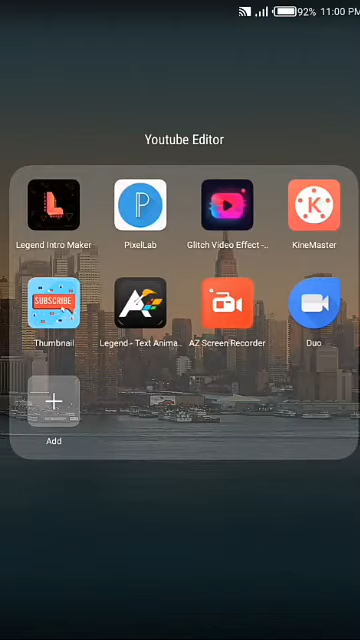 92% 11:00 PM
Youtube Editor
Legend Intro Maker
PixelLab
Glitch Video Effect -..
KineMaster
SUBSCRIBE
Thumbnail
Legend - Text Anima..
AZ Screen Recorder
Duo
Add